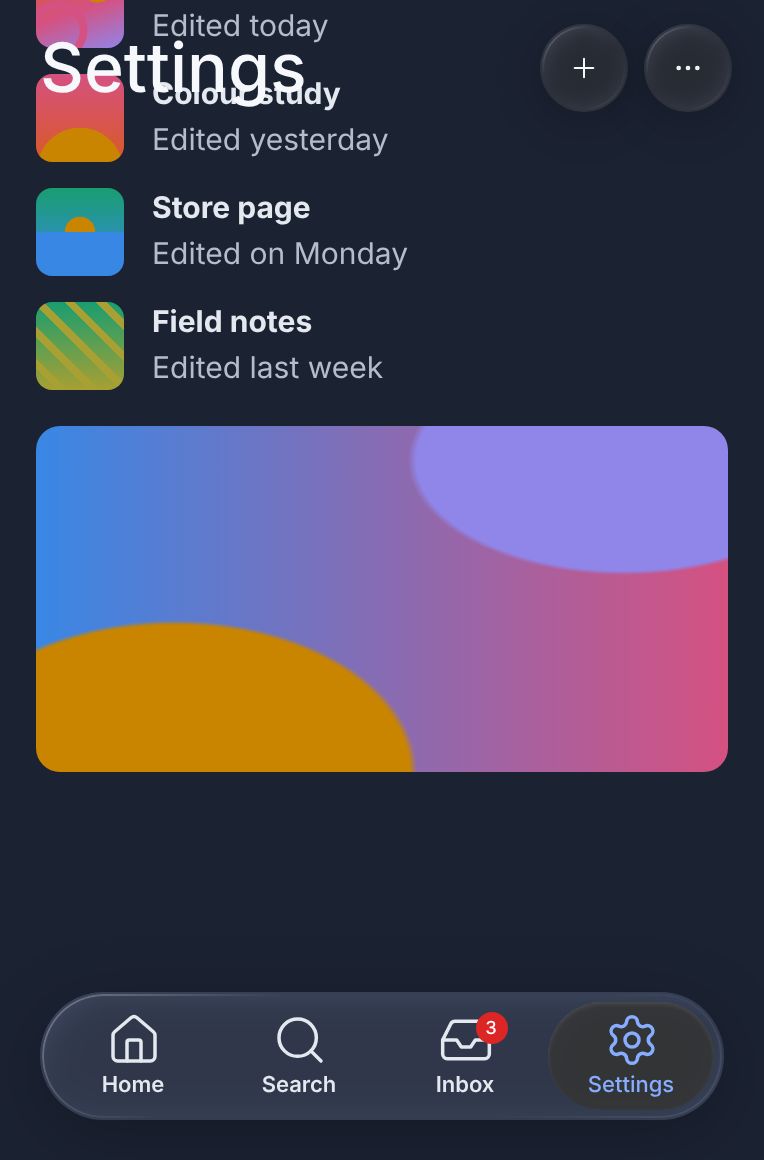 Edited today
Settings
Colour study
Edited yesterday
Store page
Edited on Monday
Field notes
Edited last week
3
Home
Search
Inbox
Settings